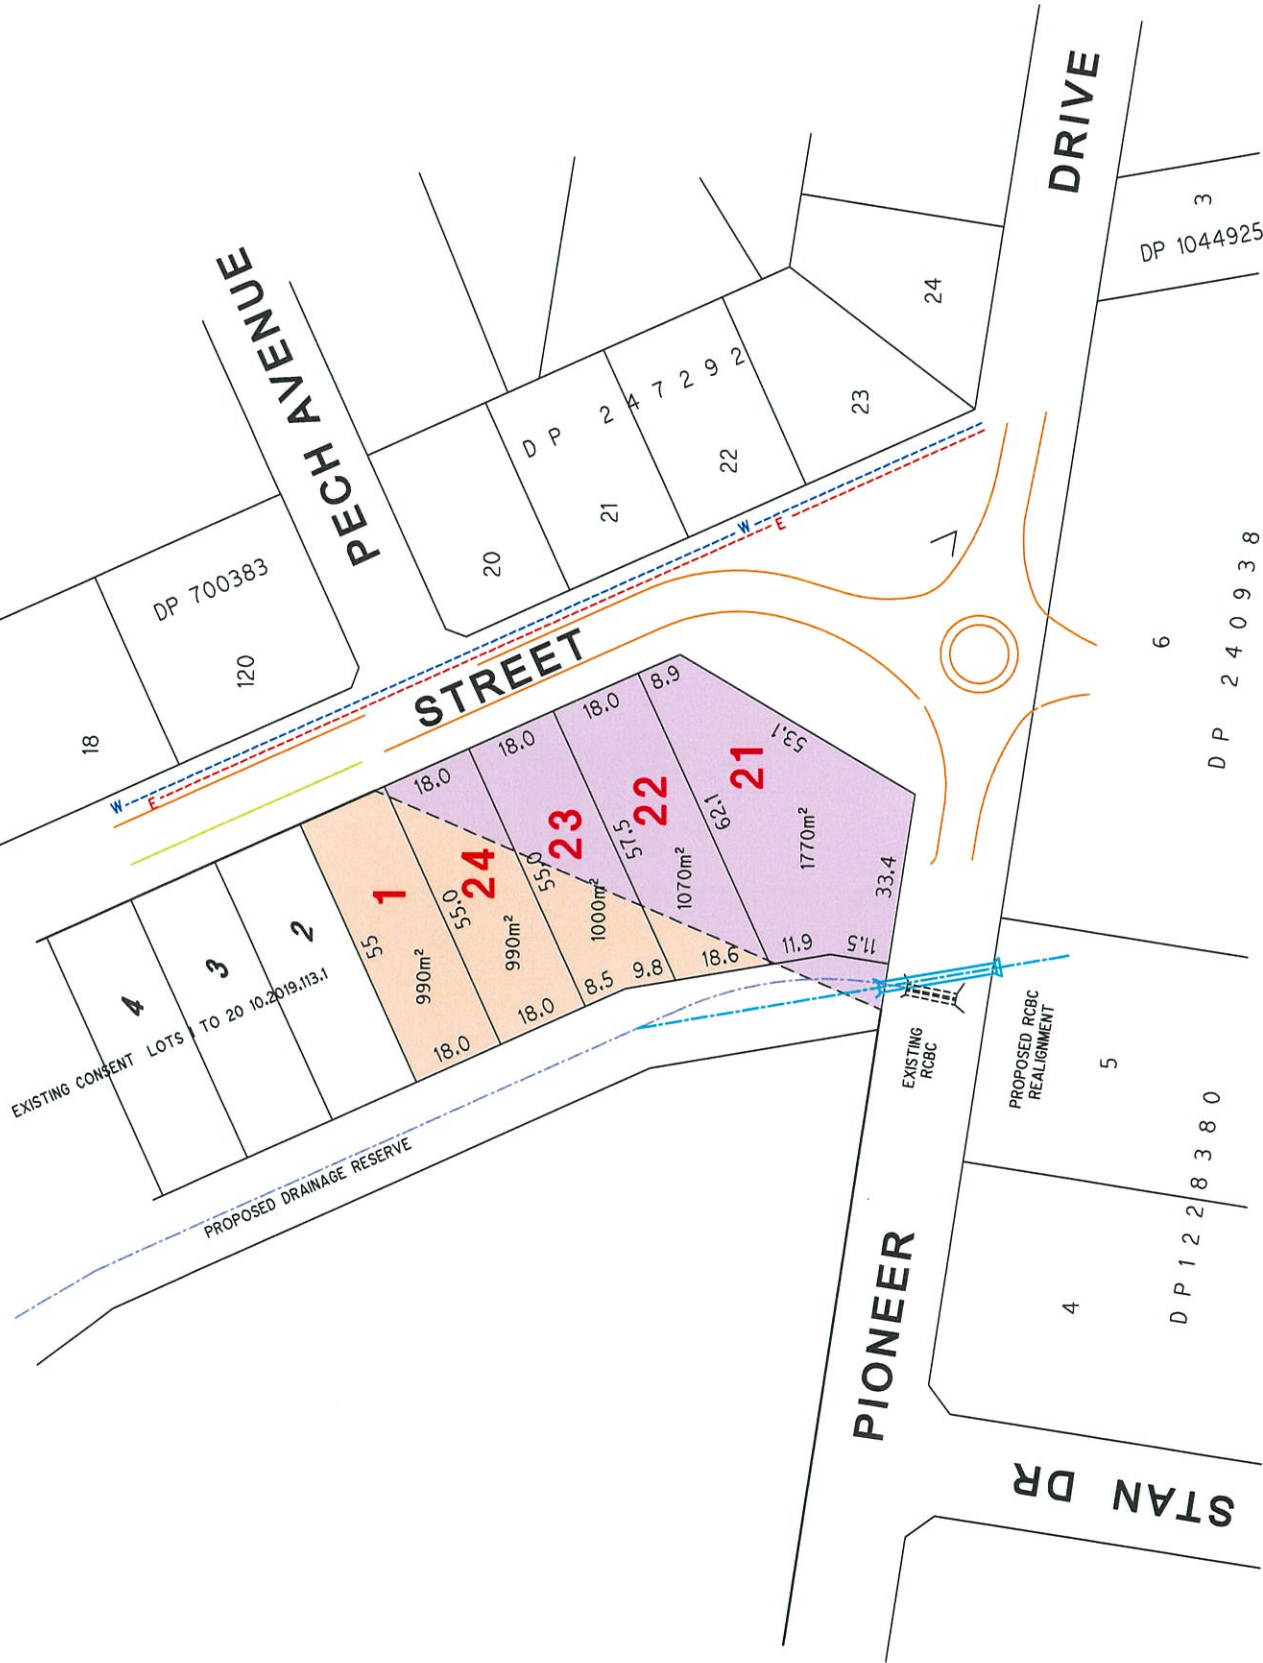 PECH AVENUE
DRIVE
3
DP 1044925
24
DP 247292
23
22
21
20
DP 700383
120
18
W
E
W
E
STREET
6
DP 240938
4
3
2
EXISTING CONSENT LOTS 1 TO 20 10.2019.113.1
1
55
990m²
18.0
24
18.0
55.0
990m²
18.0
23
18.0
55.0
1000m²
8.5
9.8
22
18.0
57.5
1070m²
18.6
21
8.9
62.1
53.1
1770m²
33.4
11.9
11.5
PROPOSED DRAINAGE RESERVE
EXISTING
RCBC
PROPOSED RCBC
REALIGNMENT
5
4
DP1228380
PIONEER
STAN DR